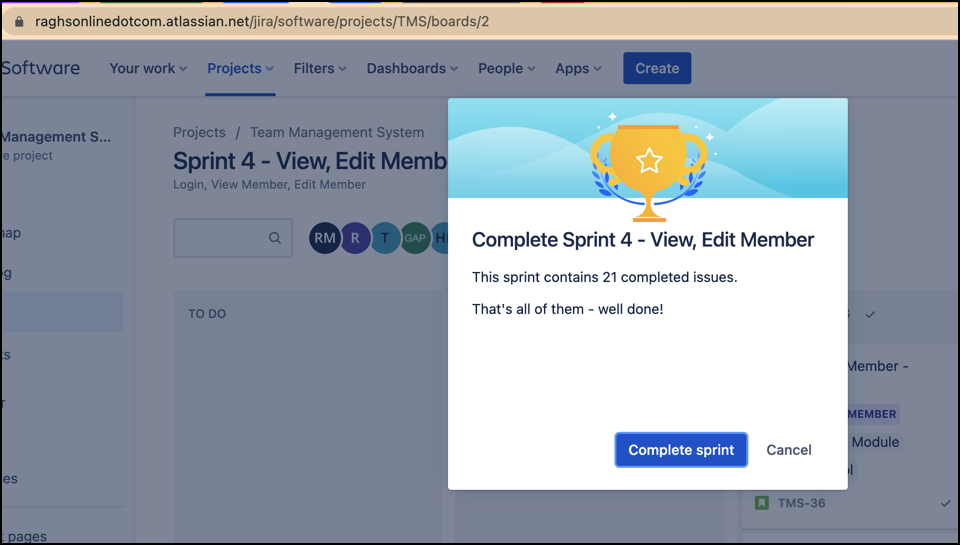 raghsonlinedotcom.atlassian.net/jira/software/projects/TMS/boards/2
Software
Your work
Projects
Filters
Dashboards
People
Apps
Create
Management S...
re project
Projects / Team Management System
Sprint 4 - View, Edit Memb
Login, View Member, Edit Member
RM
R
T
GAP
TO DO
Complete Sprint 4 - View, Edit Member
This sprint contains 21 completed issues.
That's all of them - well done!
Complete sprint
Cancel
Member -
MEMBER
Module
TMS-36
pages